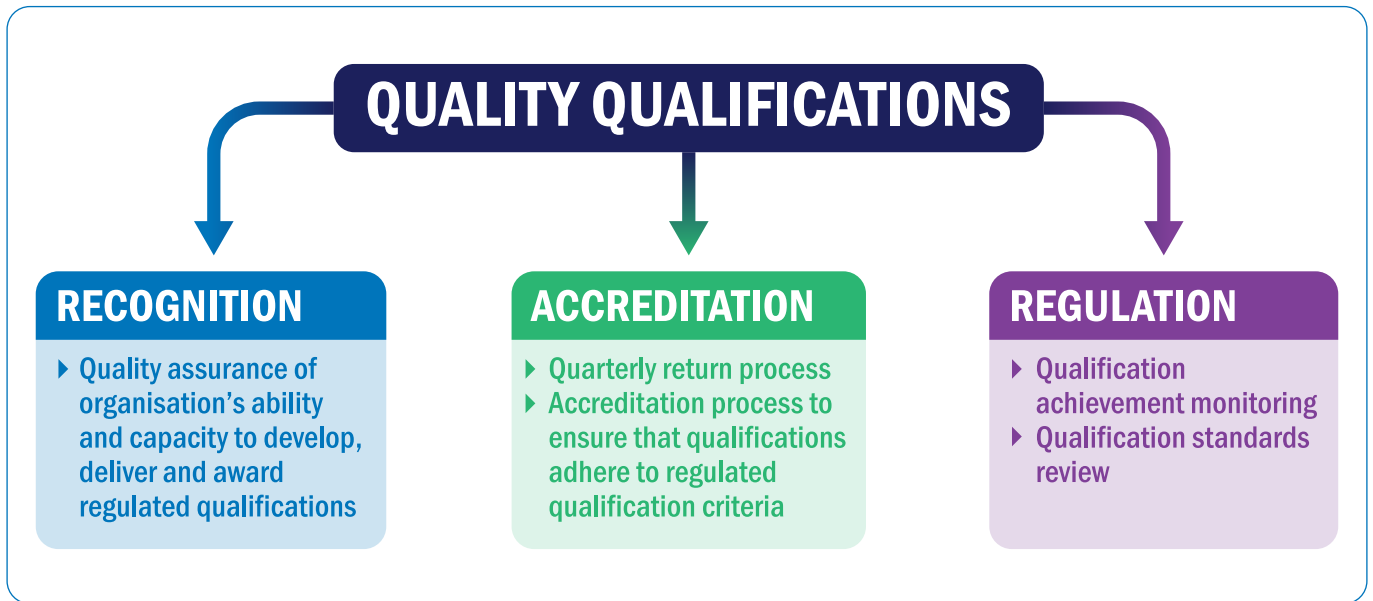 QUALITY QUALIFICATIONS
RECOGNITION
Quality assurance of
organisation’s ability
and capacity to develop,
deliver and award
regulated qualifications
ACCREDITATION
Quarterly return process
Accreditation process to
ensure that qualifications
adhere to regulated
qualification criteria
REGULATION
Qualification
achievement monitoring
Qualification standards
review